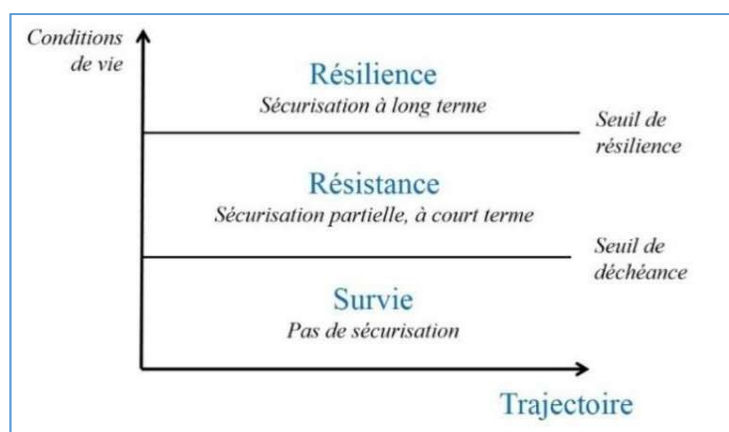 Conditions
de vie
Résilience
Sécurisation à long terme
Seuil de
résilience
Résistance
Sécurisation partielle, à court terme
Seuil de
déchéance
Survie
Pas de sécurisation
Trajectoire